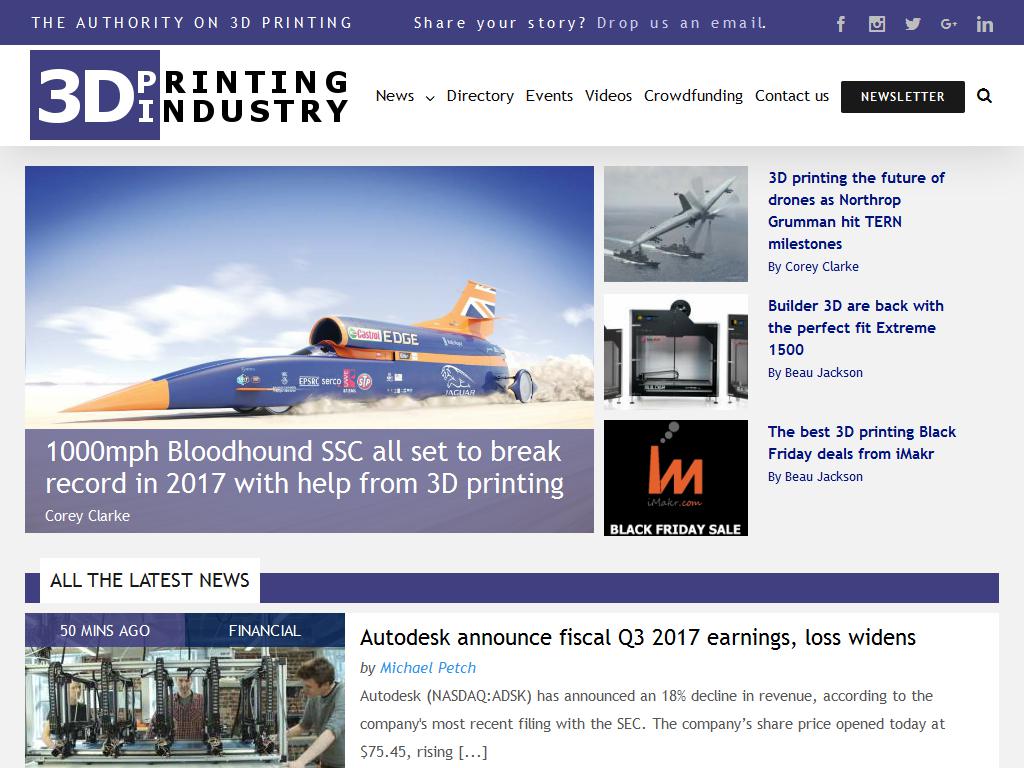 THE AUTHORITY ON 3D PRINTING
Share your story? Drop us an email.
3D PRINTING
INDUSTRY
News
Directory
Events
Videos
Crowdfunding
Contact us
NEWSLETTER
Castrol EDGE
EPSRC serco STP
JAGUAR
1000mph Bloodhound SSC all set to break
record in 2017 with help from 3D printing
Corey Clarke
3D printing the future of
drones as Northrop
Grumman hit TERN
milestones
By Corey Clarke
Builder 3D are back with
the perfect fit Extreme
1500
By Beau Jackson
iMakr.com
BLACK FRIDAY SALE
The best 3D printing Black
Friday deals from iMakr
By Beau Jackson
ALL THE LATEST NEWS
50 MINS AGO
FINANCIAL
Autodesk announce fiscal Q3 2017 earnings, loss widens
by Michael Petch
Autodesk (NASDAQ:ADSK) has announced an 18% decline in revenue, according to the
company's most recent filing with the SEC. The company’s share price opened today at
$75.45, rising [...]